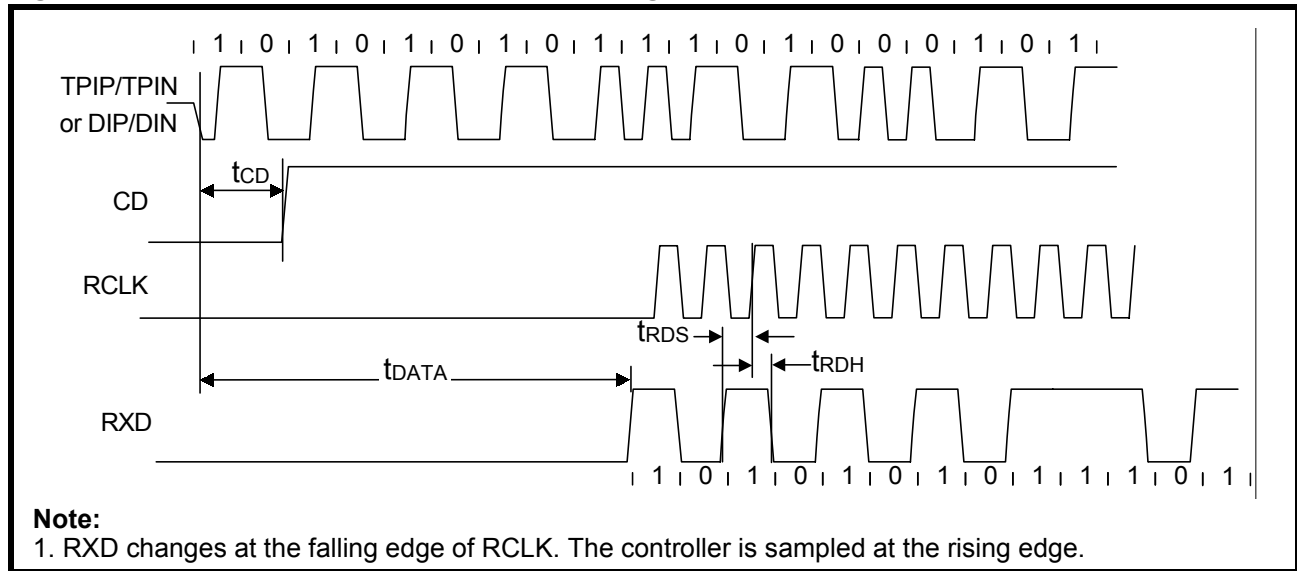 1 0 1 0 1 0 1 0 1 1 1 0 1 0 0 0 1 0 1
TPIP/TPIN
or DIP/DIN
tCD
CD
RCLK
tRDS
tRDH
tDATA
RXD
1 0 1 0 1 0 1 0 1 1 1 0 1
Note:
1. RXD changes at the falling edge of RCLK. The controller is sampled at the rising edge.